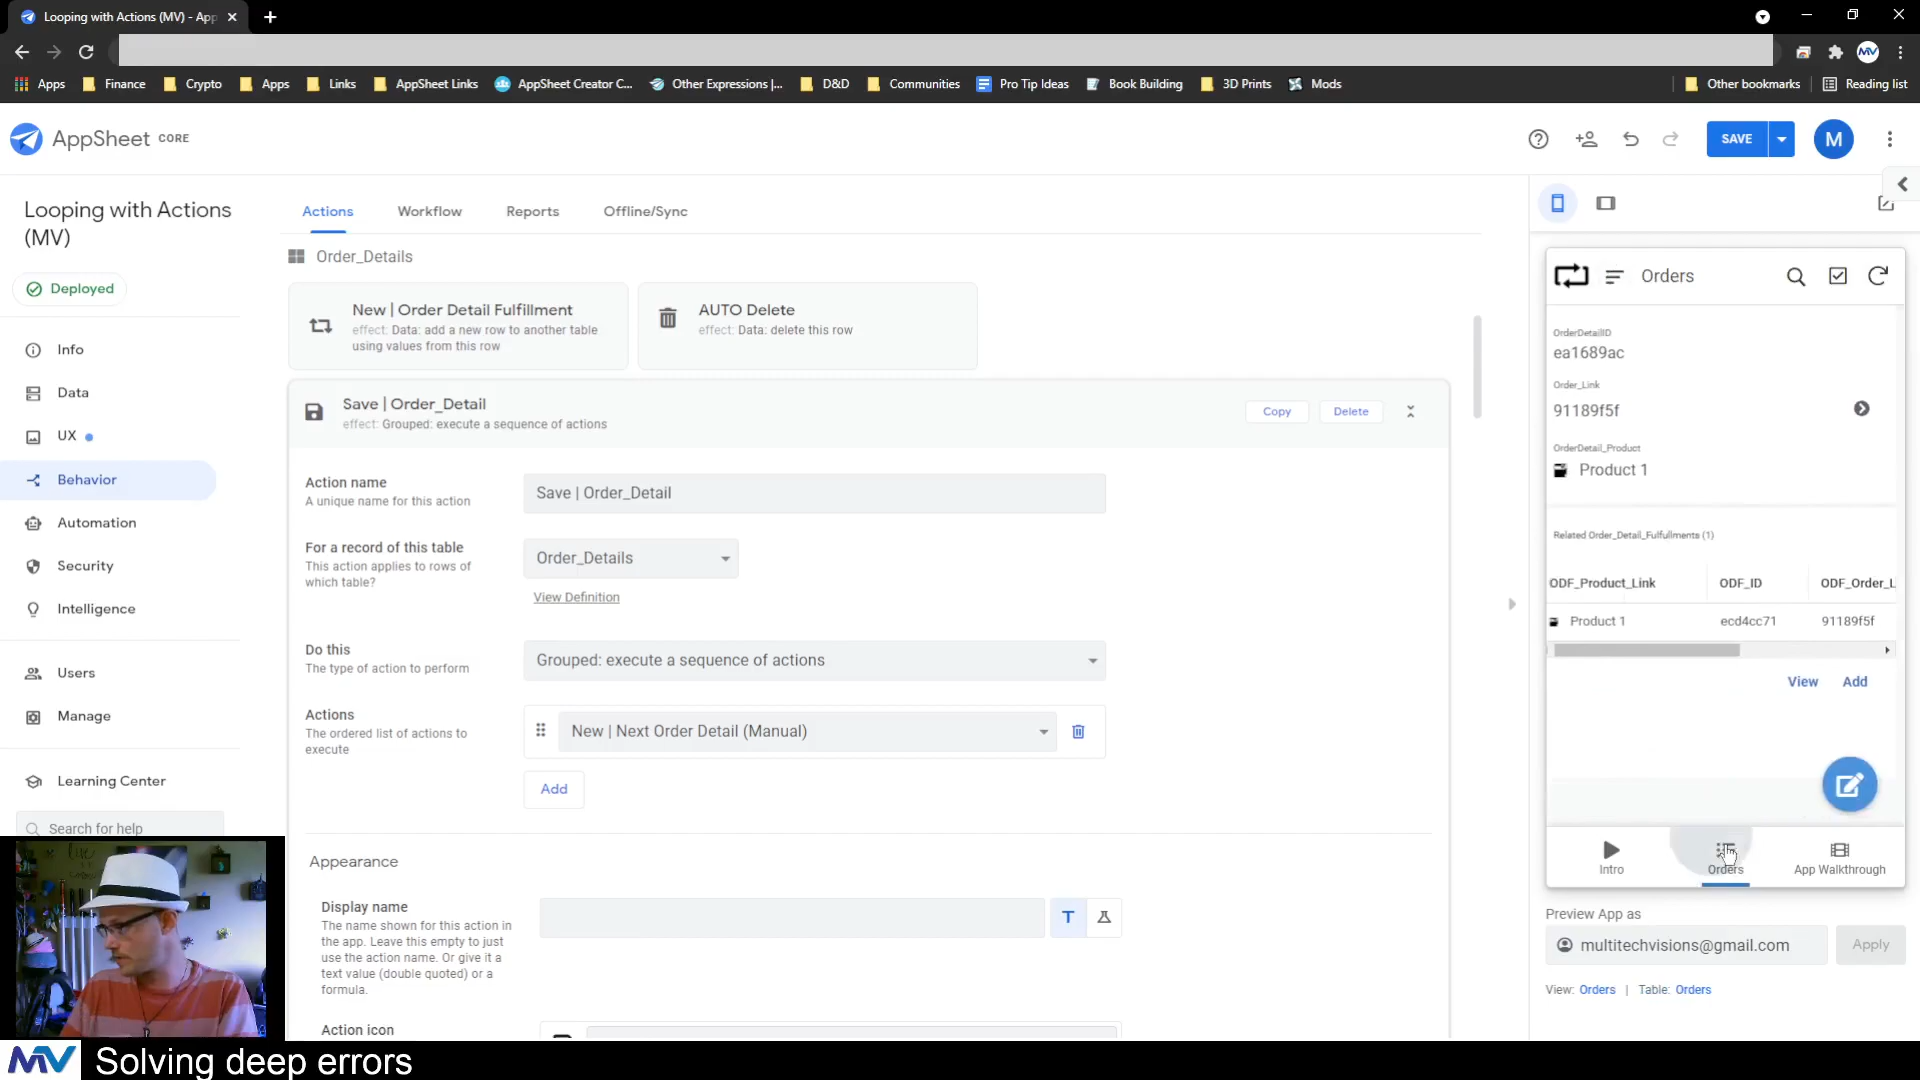 Looping with Actions (MV) - App
MV
Apps
Finance
Crypto
Apps
Links
AppSheet Links
AppSheet Creator C...
Other Expressions |...
D&D
Communities
Pro Tip Ideas
Book Building
3D Prints
Mods
Other bookmarks
Reading list
AppSheet CORE
SAVE
M
Looping with Actions
(MV)
Deployed
Info
Data
UX
Behavior
Automation
Security
Intelligence
Users
Manage
Learning Center
Search for help
Actions
Workflow
Reports
Offline/Sync
Order_Details
New | Order Detail Fulfillment
effect: Data: add a new row to another table
using values from this row
AUTO Delete
effect: Data: delete this row
Save | Order_Detail
effect: Grouped: execute a sequence of actions
Copy
Delete
Action name
A unique name for this action
Save | Order_Detail
For a record of this table
This action applies to rows of
which table?
Order_Details
View Definition
Do this
The type of action to perform
Grouped: execute a sequence of actions
Actions
The ordered list of actions to
execute
New | Next Order Detail (Manual)
Add
Appearance
Display name
The name shown for this action in
the app. Leave this empty to just
use the action name. Or give it a
text value (double quoted) or a
formula.
T
Action icon
Orders
OrderDetailID
ea1689ac
Order_Link
91189f5f
OrderDetail_Product
Product 1
Related Order_Detail_Fulfullments (1)
ODF_Product_Link
ODF_ID
ODF_Order_L
Product 1
ecd4cc71
91189f5f
View
Add
Intro
Orders
App Walkthrough
Preview App as
multitechvisions@gmail.com
Apply
View: Orders | Table: Orders
MV Solving deep errors